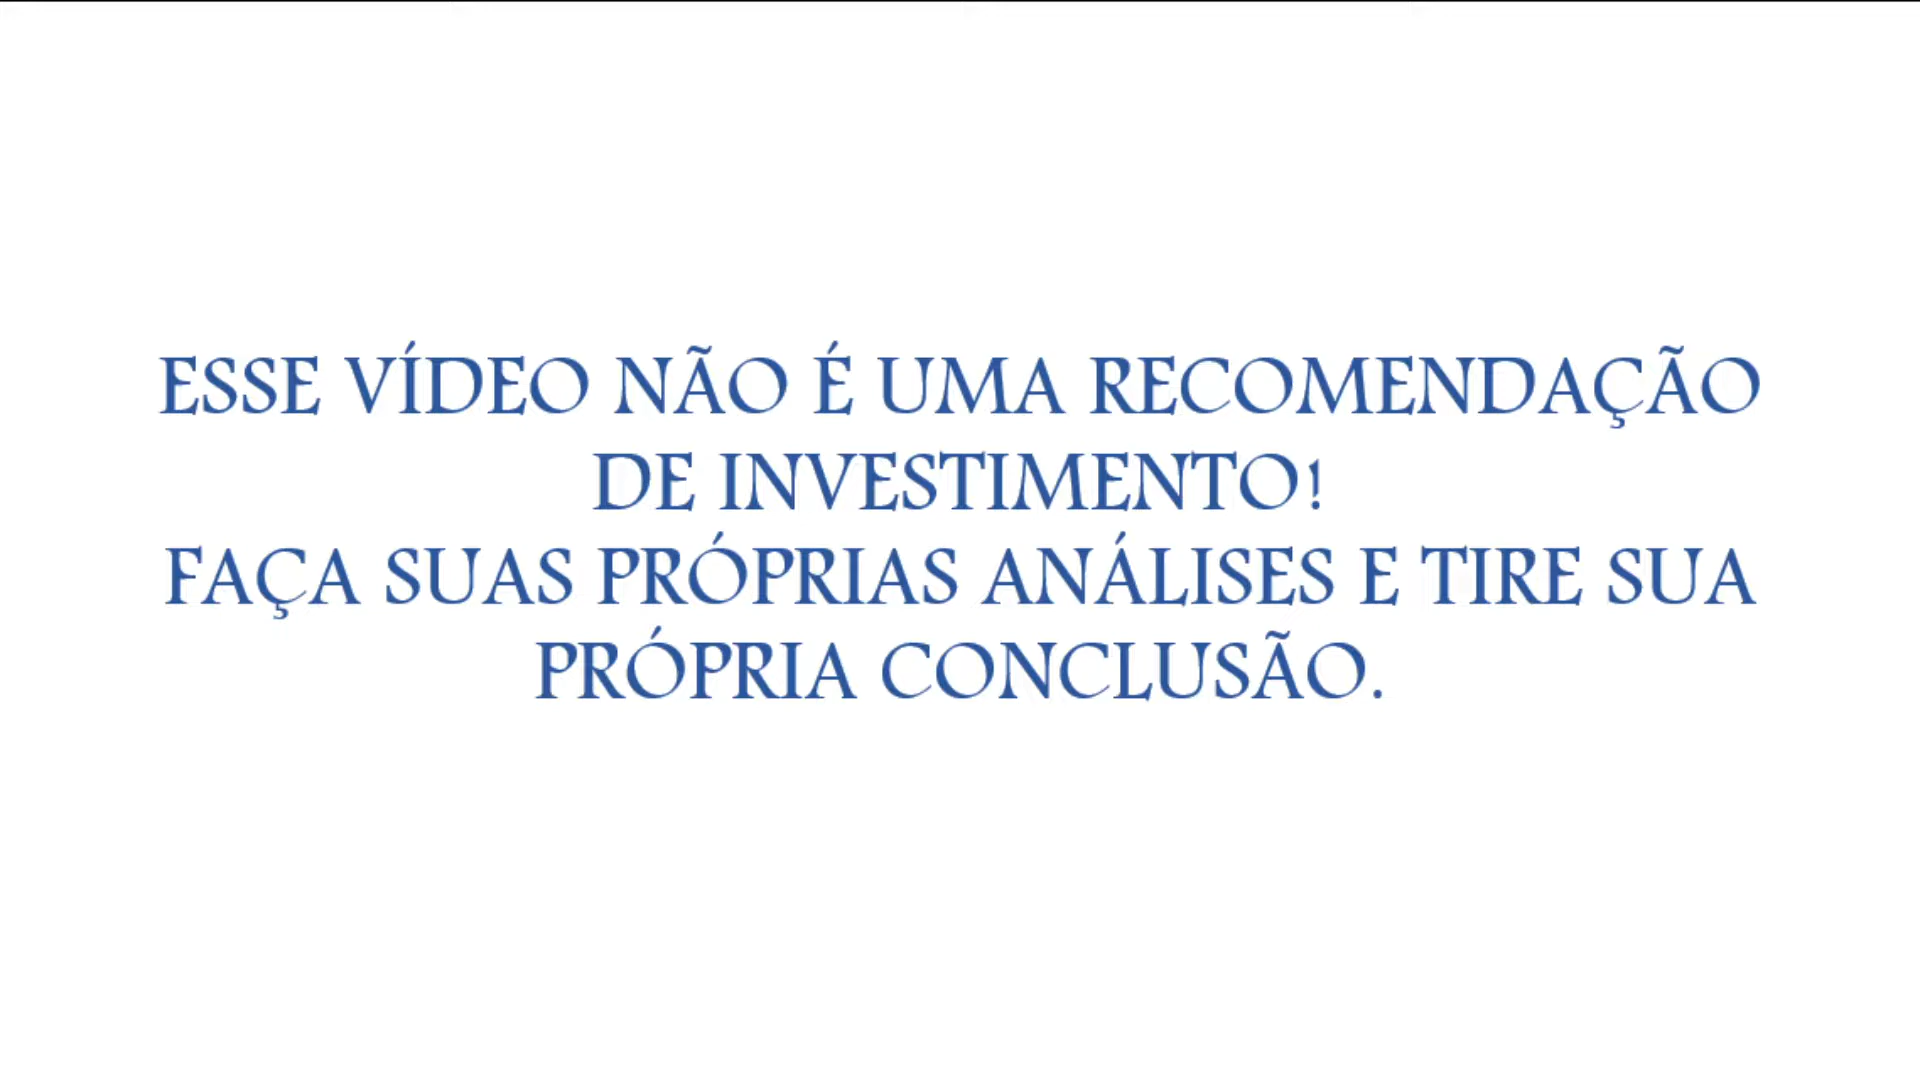 ESSE VÍDEO NÃO É UMA RECOMENDAÇÃO
DE INVESTIMENTO!
FAÇA SUAS PRÓPRIAS ANÁLISES E TIRE SUA
PRÓPRIA CONCLUSÃO.